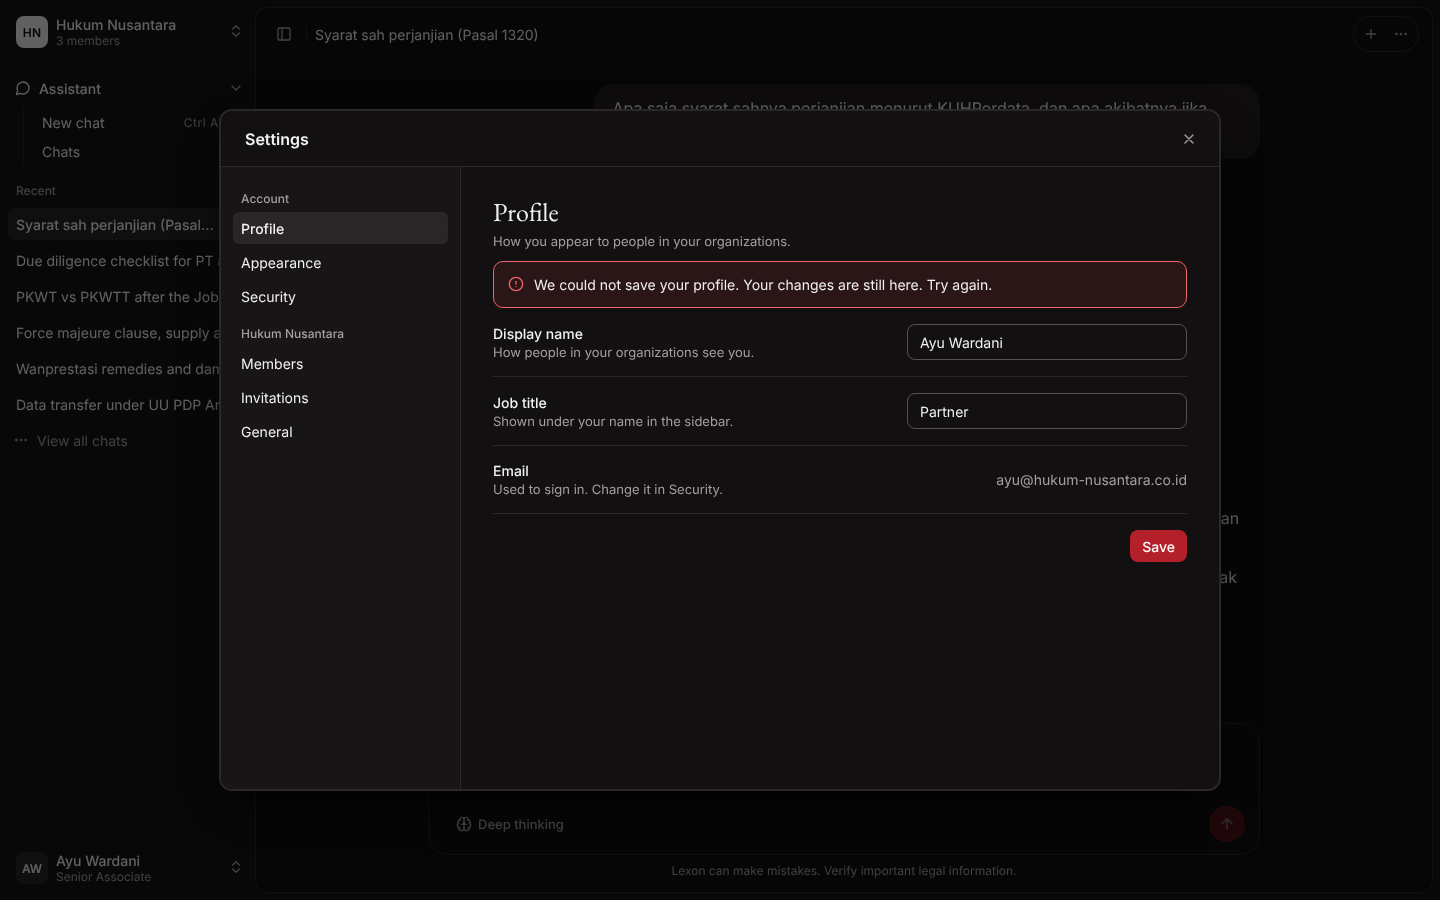 HN
Hukum Nusantara
3 members
Assistant
New chat
Ctrl A
Chats
Recent
Syarat sah perjanjian (Pasal...
Due diligence checklist for PT
PKWT vs PKWTT after the Job
Force majeure clause, supply a
Wanprestasi remedies and dam
Data transfer under UU PDP Ar
View all chats
AW
Ayu Wardani
Senior Associate
Syarat sah perjanjian (Pasal 1320)
Apa saja syarat sahnya perjanjian menurut KUHPerdata, dan apa akibatnya jika
Settings
Account
Profile
Appearance
Security
Hukum Nusantara
Members
Invitations
General
Profile
How you appear to people in your organizations.
We could not save your profile. Your changes are still here. Try again.
Display name
How people in your organizations see you.
Ayu Wardani
Job title
Shown under your name in the sidebar.
Partner
Email
Used to sign in. Change it in Security.
ayu@hukum-nusantara.co.id
Save
an
ak
Deep thinking
Lexon can make mistakes. Verify important legal information.